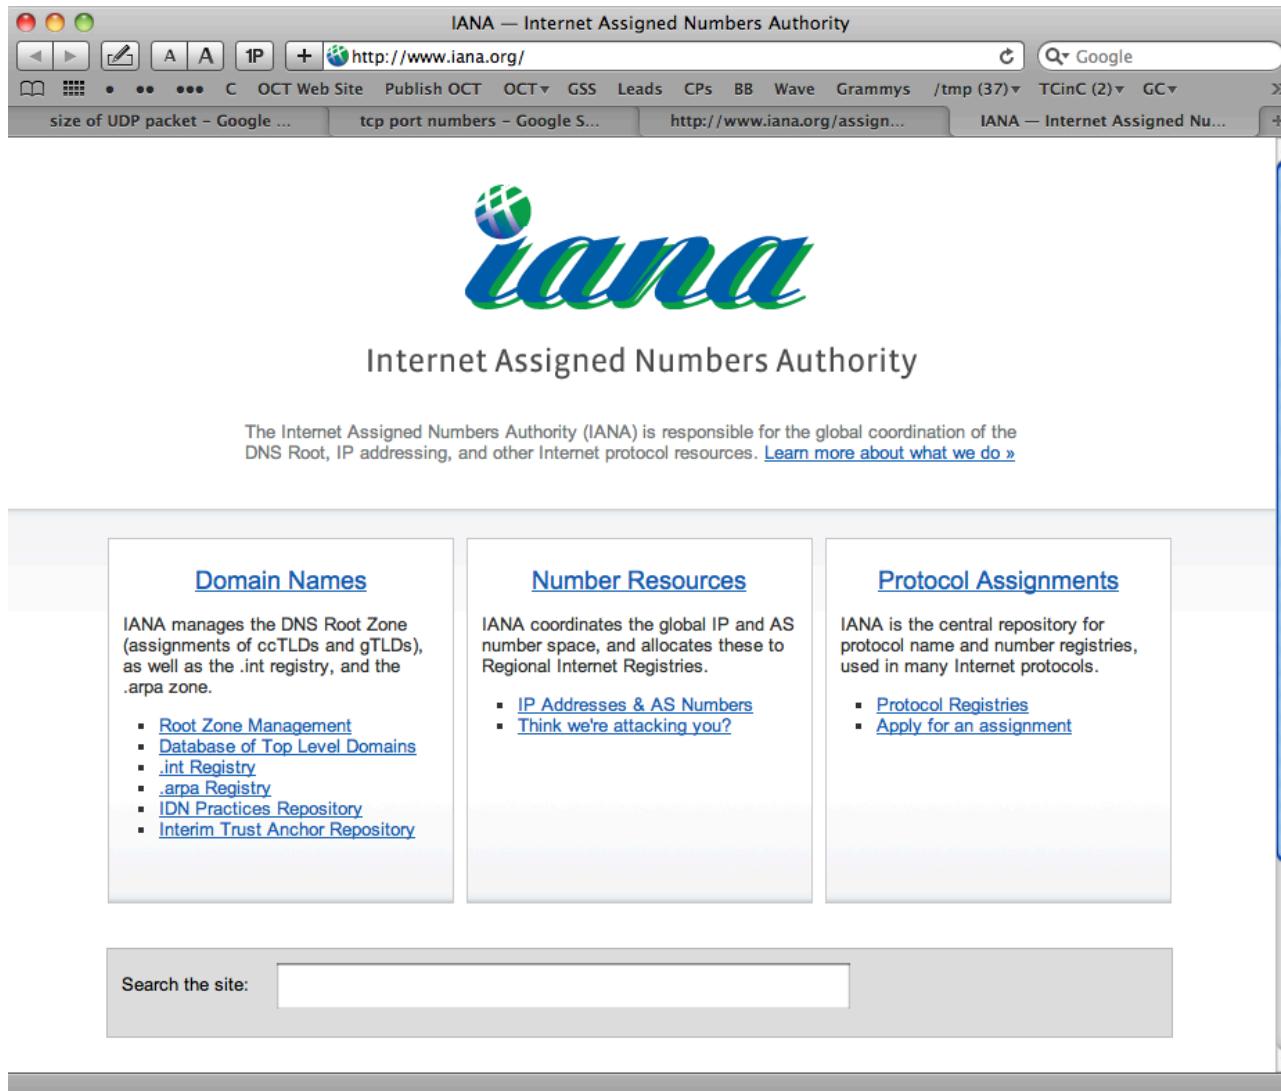 IANA — Internet Assigned Numbers Authority
A A 1P + http://www.iana.org/ Google
C OCT Web Site Publish OCT OCT GSS Leads CPs BB Wave Grammys /tmp (37) TCinC (2) GC
size of UDP packet – Google ... tcp port numbers – Google S... http://www.iana.org/assign... IANA — Internet Assigned Nu...
iana
Internet Assigned Numbers Authority
The Internet Assigned Numbers Authority (IANA) is responsible for the global coordination of the
DNS Root, IP addressing, and other Internet protocol resources. Learn more about what we do »
Domain Names
IANA manages the DNS Root Zone
(assignments of ccTLDs and gTLDs),
as well as the .int registry, and the
.arpa zone.
Root Zone Management
Database of Top Level Domains
.int Registry
.arpa Registry
IDN Practices Repository
Interim Trust Anchor Repository
Number Resources
IANA coordinates the global IP and AS
number space, and allocates these to
Regional Internet Registries.
IP Addresses & AS Numbers
Think we're attacking you?
Protocol Assignments
IANA is the central repository for
protocol name and number registries,
used in many Internet protocols.
Protocol Registries
Apply for an assignment
Search the site: